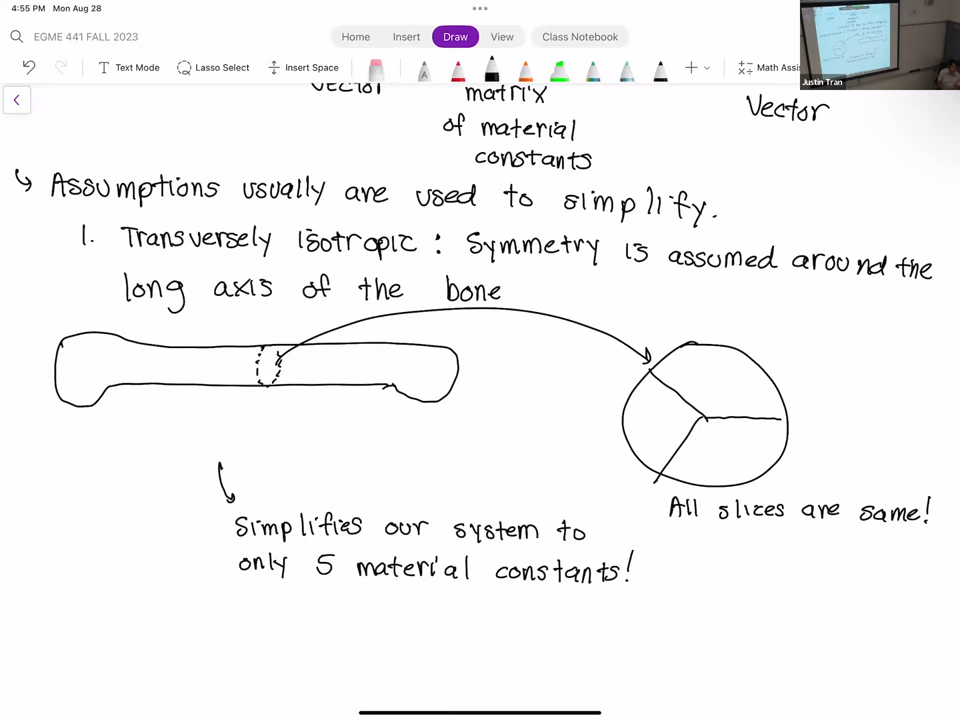 4:55 PM Mon Aug 28
EGME 441 FALL 2023
Home Insert Draw View Class Notebook
Text Mode Lasso Select Insert Space Math Assis
Justin Tran
vector matrix vector
of material
constants
↳ Assumptions usually are used to simplify.
1. Transversely isotropic : Symmetry is assumed around the
long axis of the bone
All slices are same!
Simplifies our system to
only 5 material constants!